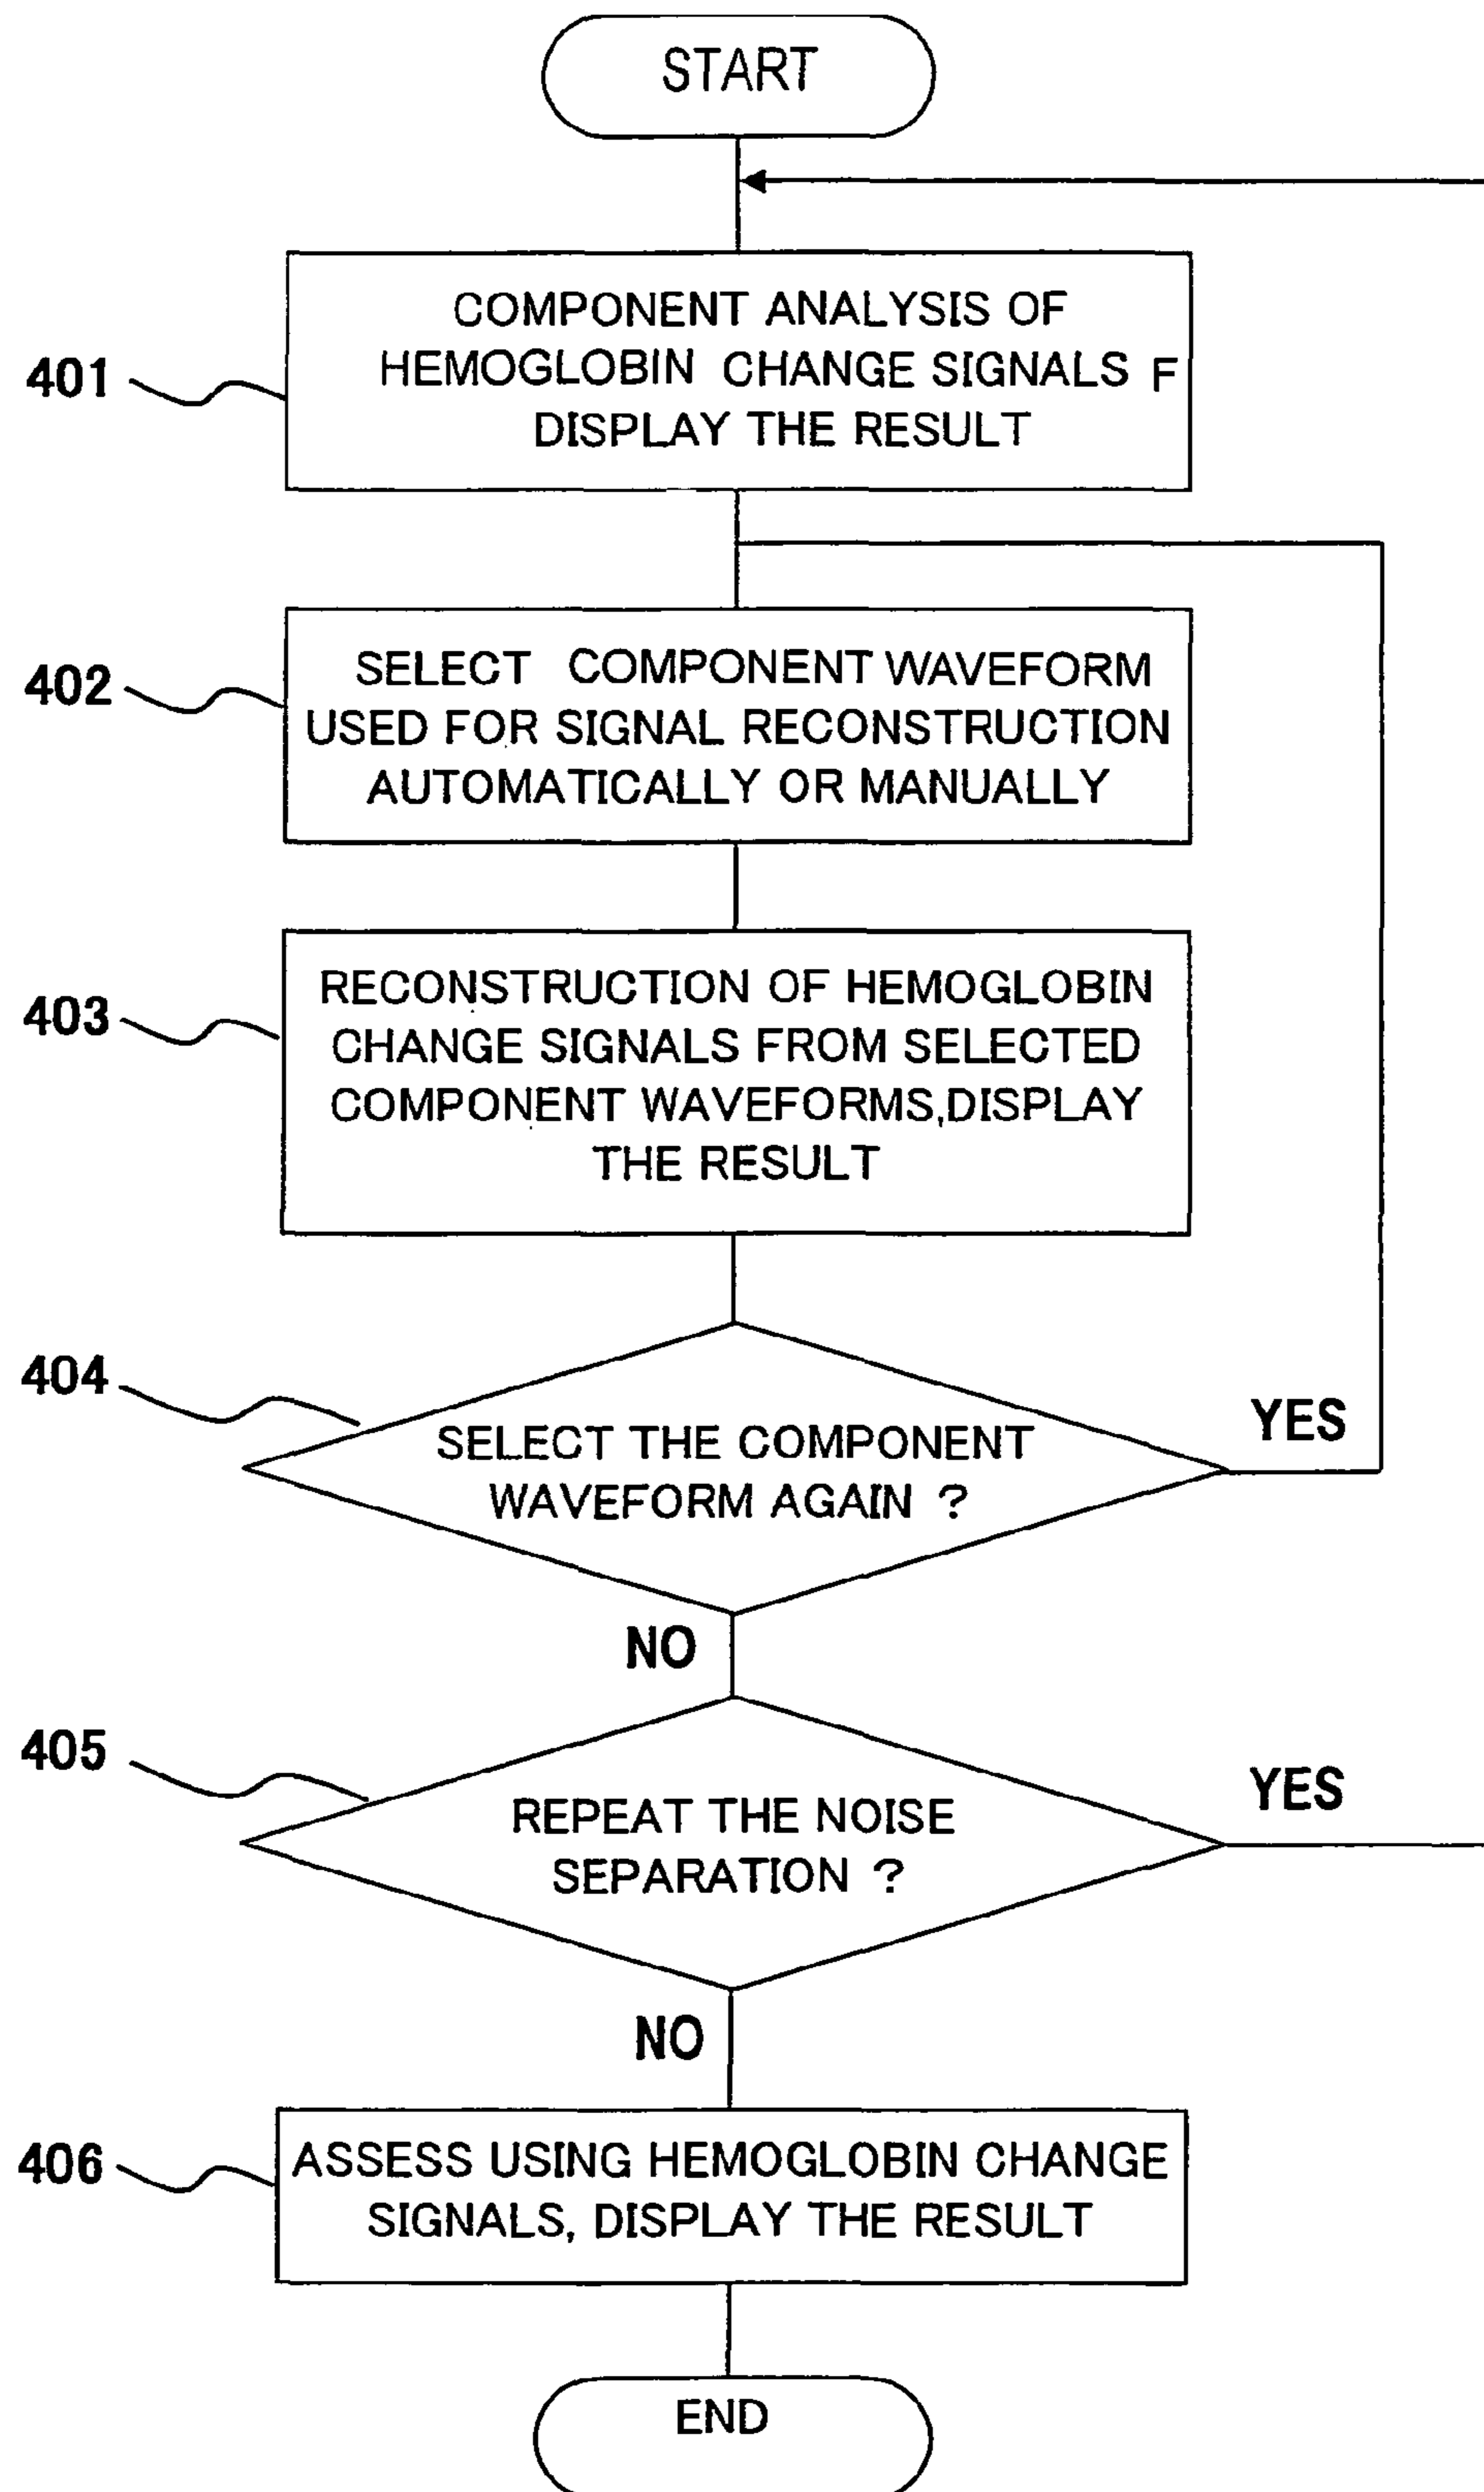 START
COMPONENT ANALYSIS OF
401
HEMOGLOBIN CHANGE SIGNALS F
DISPLAY THE RESULT
402
SELECT COMPONENT WAVEFORM
USED FOR SIGNAL RECONSTRUCTION
AUTOMATICALLY OR MANUALLY
403
RECONSTRUCTION OF HEMOGLOBIN
CHANGE SIGNALS FROM SELECTED
COMPONENT WAVEFORMS,DISPLAY
THE RESULT
404
SELECT THE COMPONENT
WAVEFORM AGAIN ?
YES
NO
405
REPEAT THE NOISE
SEPARATION ?
YES
NO
406
ASSESS USING HEMOGLOBIN CHANGE
SIGNALS, DISPLAY THE RESULT
END